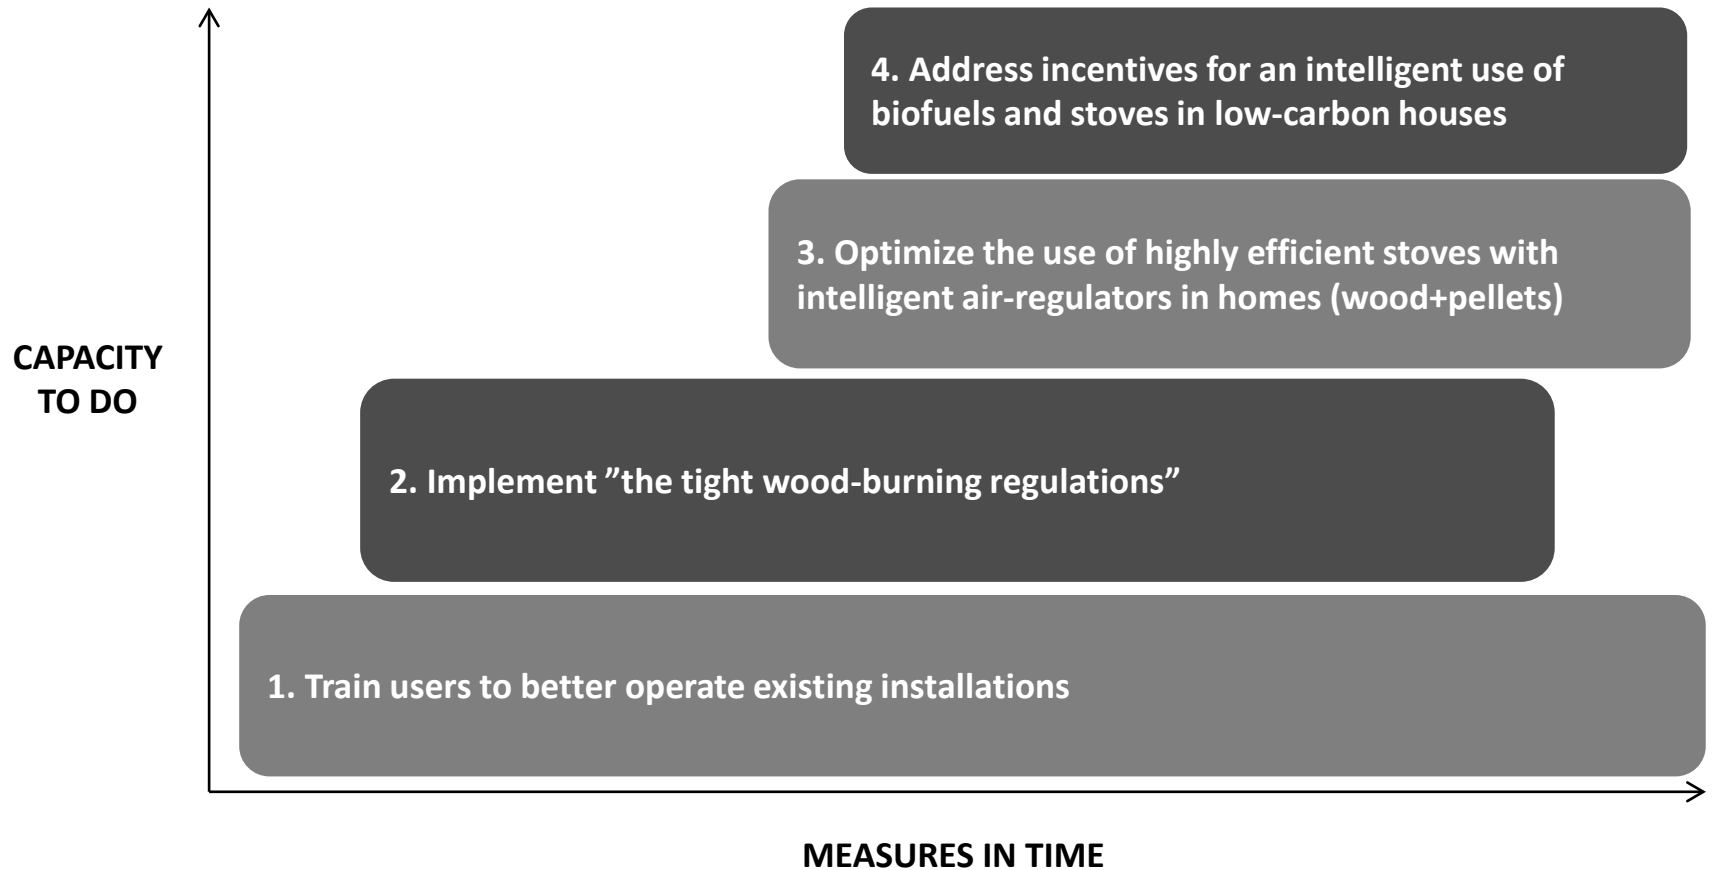 4. Address incentives for an intelligent use of
biofuels and stoves in low-carbon houses
3. Optimize the use of highly efficient stoves with
intelligent air-regulators in homes (wood+pellets)
CAPACITY
TO DO
2. Implement ”the tight wood-burning regulations”
1. Train users to better operate existing installations
MEASURES IN TIME